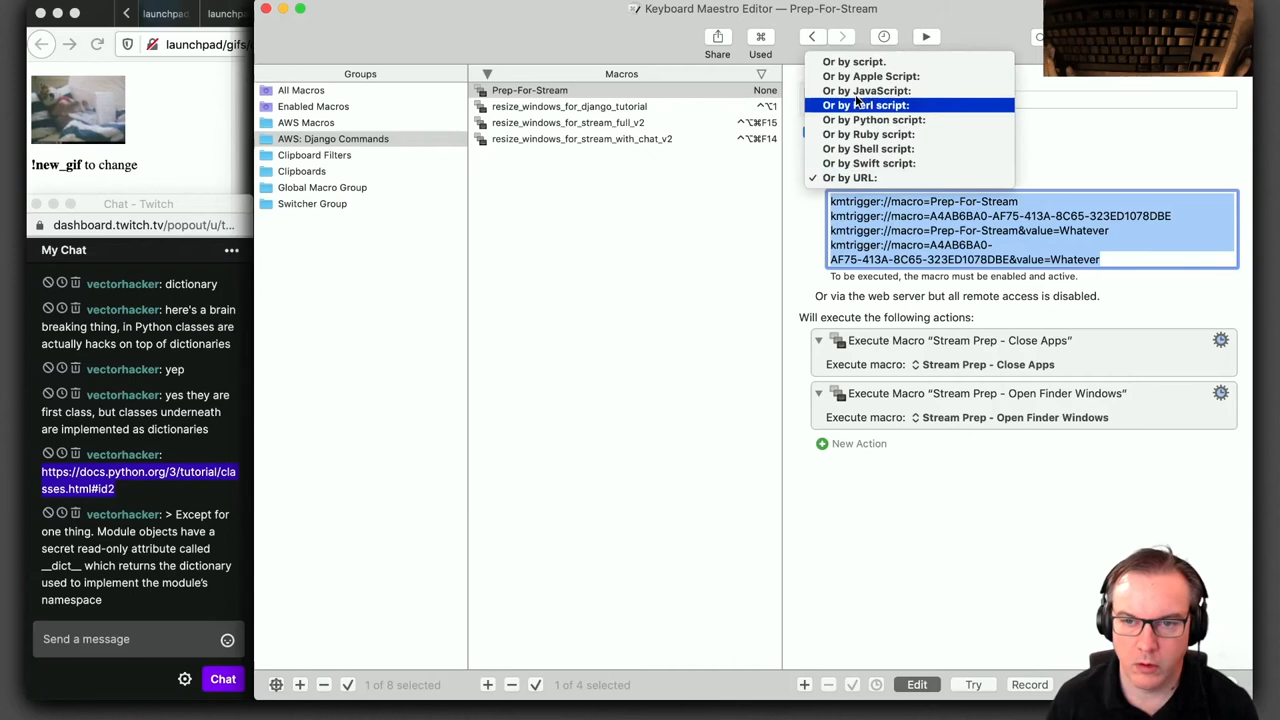 launchpad
launchp
launchpad/gifs/
!new_gif to change
Chat - Twitch
dashboard.twitch.tv/popout/u/t...
My Chat
vectorhacker: dictionary
vectorhacker: here's a brain
breaking thing, in Python classes are
actually hacks on top of dictionaries
vectorhacker: yep
vectorhacker: yes they are
first class, but classes underneath
are implemented as dictionaries
vectorhacker:
https://docs.python.org/3/tutorial/cla
sses.html#id2
vectorhacker: > Except for
one thing. Module objects have a
secret read-only attribute called
__dict__ which returns the dictionary
used to implement the module's
namespace
Send a message
Chat
Keyboard Maestro Editor — Prep-For-Stream
Share
Used
Groups
All Macros
Enabled Macros
AWS Macros
AWS: Django Commands
Clipboard Filters
Clipboards
Global Macro Group
Switcher Group
1 of 8 selected
Macros
Prep-For-Stream None
resize_windows_for_django_tutorial ^⌥1
resize_windows_for_stream_full_v2 ^⌥⌘F15
resize_windows_for_stream_with_chat_v2 ^⌥⌘F14
1 of 4 selected
Or by script.
Or by Apple Script:
Or by JavaScript:
Or by Perl script:
Or by Python script:
Or by Ruby script:
Or by Shell script:
Or by Swift script:
✓ Or by URL:
kmtrigger://macro=Prep-For-Stream
kmtrigger://macro=A4AB6BA0-AF75-413A-8C65-323ED1078DBE
kmtrigger://macro=Prep-For-Stream&value=Whatever
kmtrigger://macro=A4AB6BA0-
AF75-413A-8C65-323ED1078DBE&value=Whatever
To be executed, the macro must be enabled and active.
Or via the web server but all remote access is disabled.
Will execute the following actions:
Execute Macro “Stream Prep - Close Apps”
Execute macro: Stream Prep - Close Apps
Execute Macro “Stream Prep - Open Finder Windows”
Execute macro: Stream Prep - Open Finder Windows
New Action
Edit
Try
Record